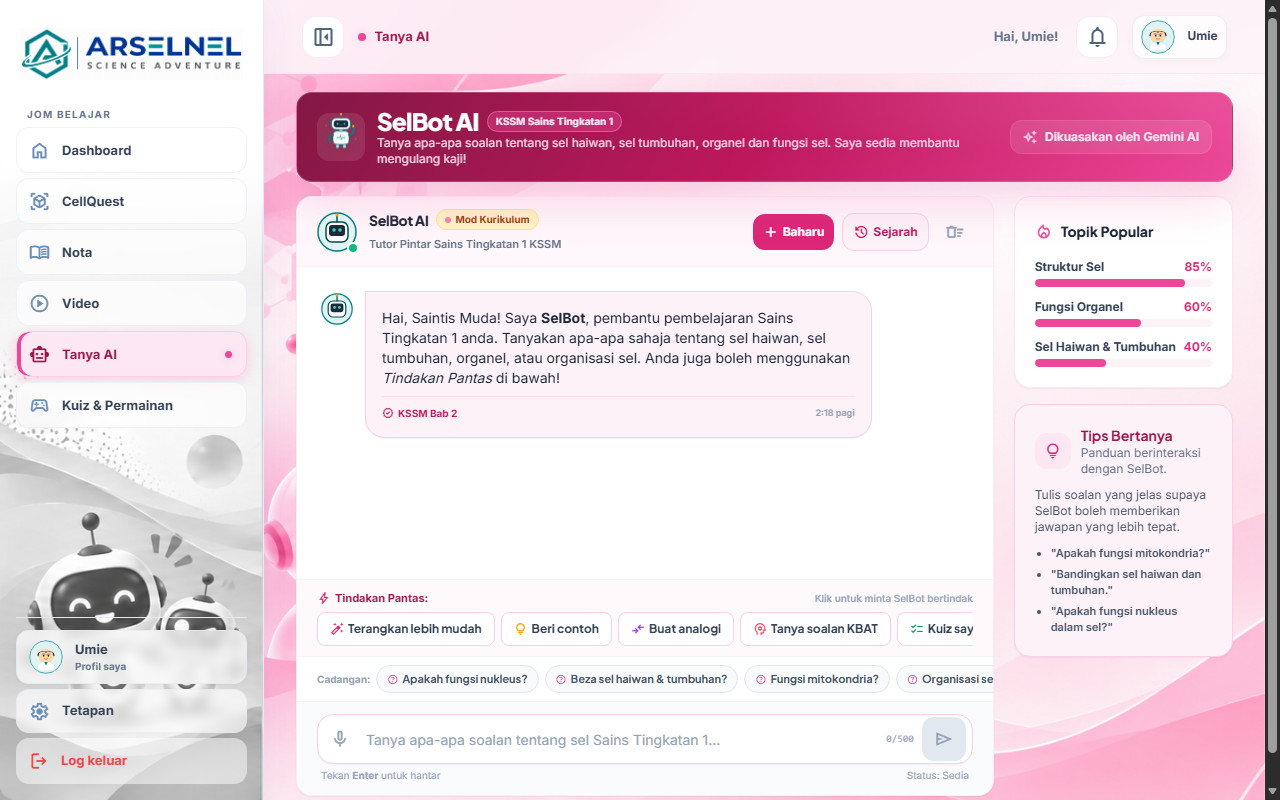 ARSELNEL
SCIENCE ADVENTURE
JOM BELAJAR
Dashboard
CellQuest
Nota
Video
Tanya AI
Kuiz & Permainan
Umie
Profil saya
Tetapan
Log keluar
Tanya AI
Hai, Umie!
Umie
SelBot AI
KSSM Sains Tingkatan 1
Tanya apa-apa soalan tentang sel haiwan, sel tumbuhan, organel dan fungsi sel. Saya sedia membantu
mengulang kaji!
Dikuasakan oleh Gemini AI
SelBot AI
Mod Kurikulum
Tutor Pintar Sains Tingkatan 1 KSSM
Baharu
Sejarah
Hai, Saintis Muda! Saya SelBot, pembantu pembelajaran Sains
Tingkatan 1 anda. Tanyakan apa-apa sahaja tentang sel haiwan, sel
tumbuhan, organel, atau organisasi sel. Anda juga boleh menggunakan
Tindakan Pantas di bawah!
KSSM Bab 2
2:18 pagi
Tindakan Pantas:
Klik untuk minta SelBot bertindak
Terangkan lebih mudah
Beri contoh
Buat analogi
Tanya soalan KBAT
Kuiz say
Cadangan:
Apakah fungsi nukleus?
Beza sel haiwan & tumbuhan?
Fungsi mitokondria?
Organisasi se
Tanya apa-apa soalan tentang sel Sains Tingkatan 1...
0/500
Tekan Enter untuk hantar
Status: Sedia
Topik Popular
Struktur Sel 85%
Fungsi Organel 60%
Sel Haiwan & Tumbuhan 40%
Tips Bertanya
Panduan berinteraksi
dengan SelBot.
Tulis soalan yang jelas supaya
SelBot boleh memberikan
jawapan yang lebih tepat.
"Apakah fungsi mitokondria?"
"Bandingkan sel haiwan dan
tumbuhan."
"Apakah fungsi nukleus
dalam sel?"